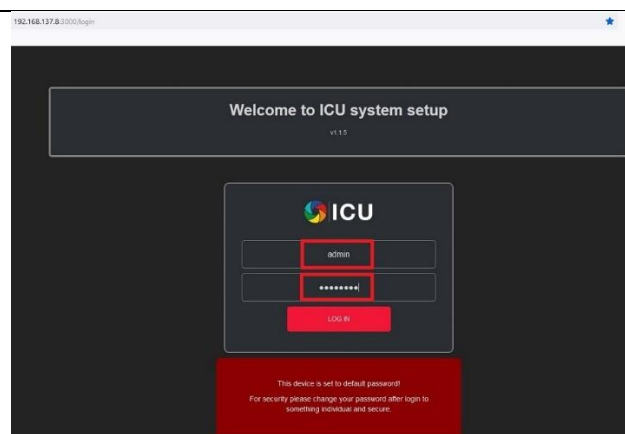 192.168.137.8:3000/login
Welcome to ICU system setup
v1.1.5
ICU
admin
••••••••
LOG IN
This device is set to default password!
For security please change your password after login to
something individual and secure.